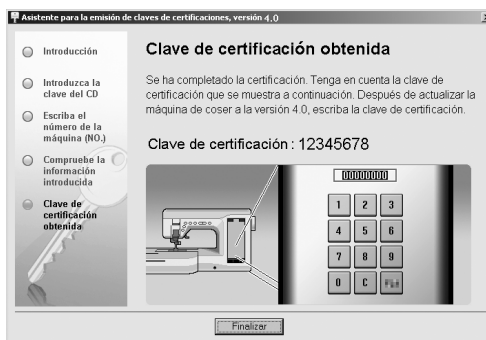 Asistente para la emisión de claves de certificaciones, versión 4.0
Introducción
Introduzca la
clave del CD
Escriba el
número de la
máquina (NO.)
Compruebe la
información
introducida
Clave de
certificación
obtenida
Clave de certificación obtenida
Se ha completado la certificación. Tenga en cuenta la clave de
certificación que se muestra a continuación. Después de actualizar la
máquina de coser a la versión 4.0, escriba la clave de certificación.
Clave de certificación : 12345678
00000000
1 2 3
4 5 6
7 8 9
0 C
Finalizar